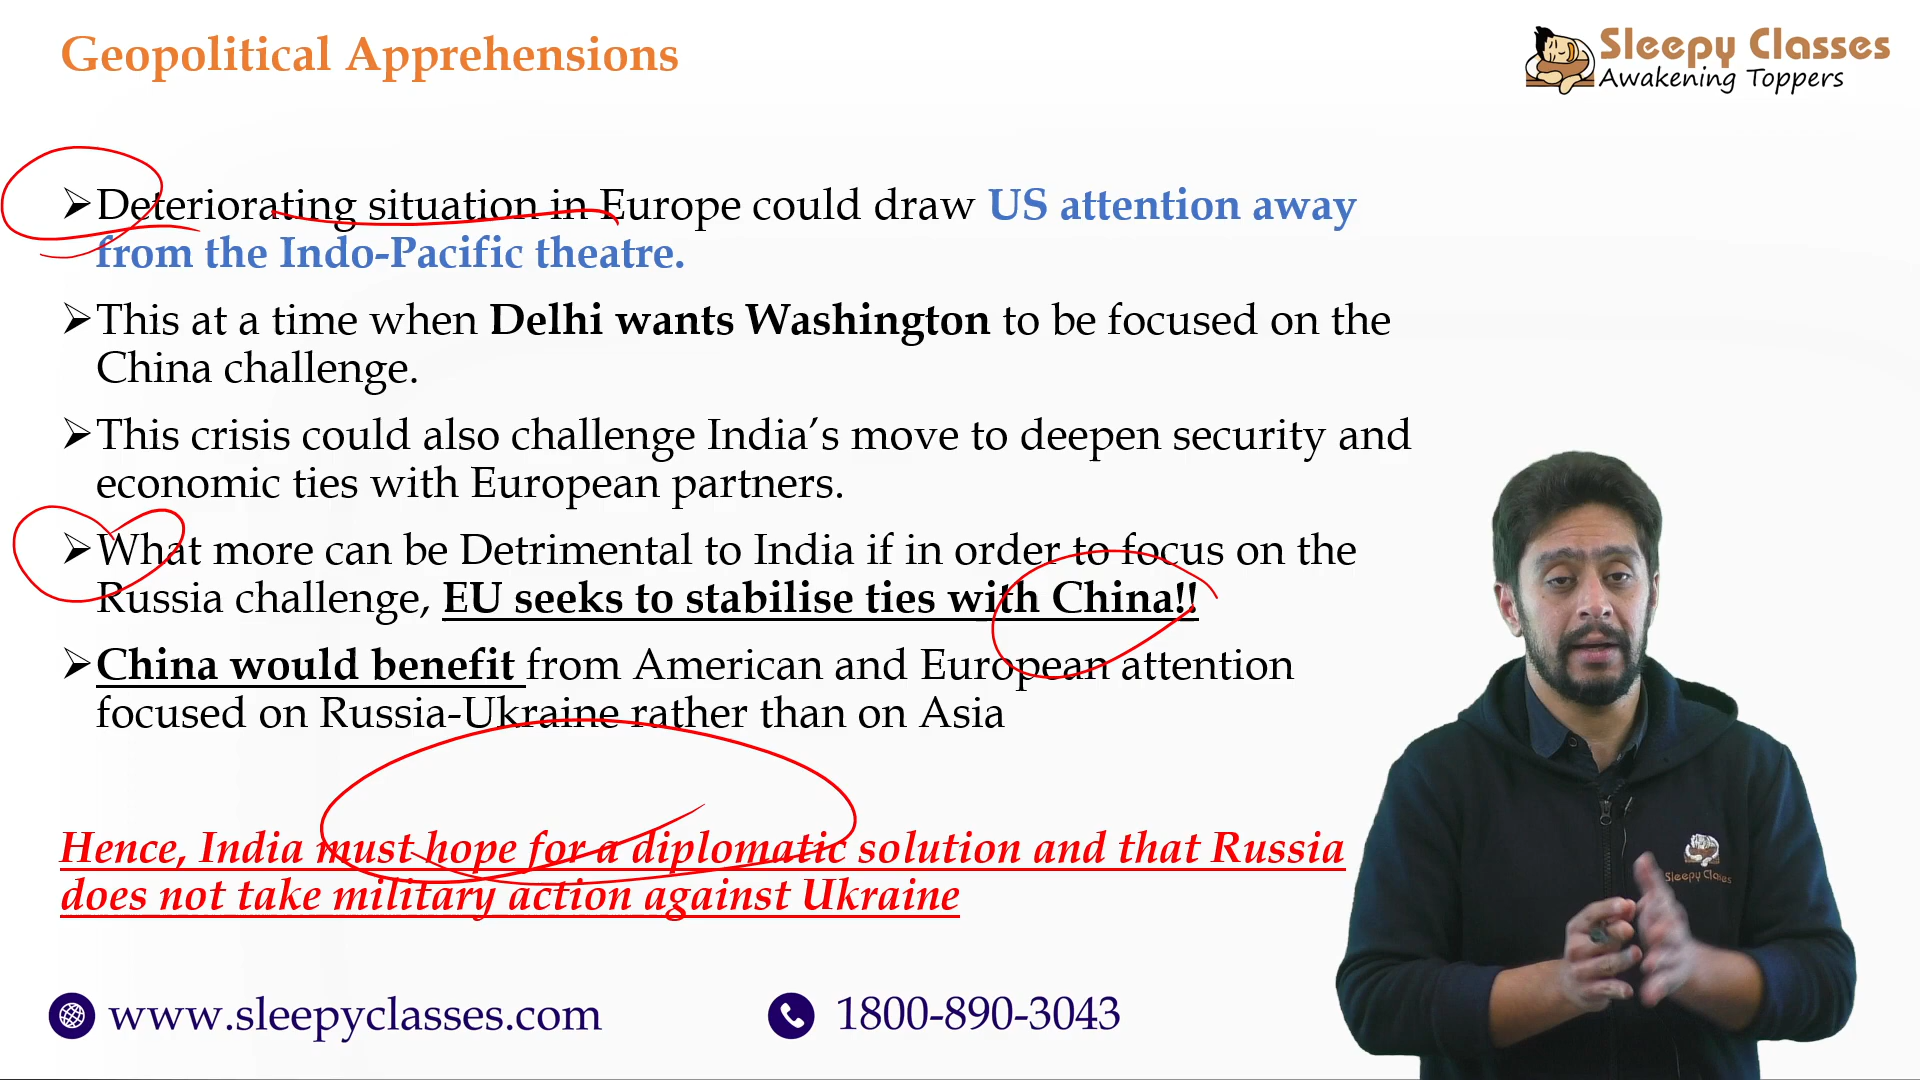 Geopolitical Apprehensions
Sleepy Classes
Awakening Toppers
➢Deteriorating situation in Europe could draw US attention away
from the Indo-Pacific theatre.
➢This at a time when Delhi wants Washington to be focused on the
China challenge.
➢This crisis could also challenge India’s move to deepen security and
economic ties with European partners.
➢What more can be Detrimental to India if in order to focus on the
Russia challenge, EU seeks to stabilise ties with China!!
➢China would benefit from American and European attention
focused on Russia-Ukraine rather than on Asia
Hence, India must hope for a diplomatic solution and that Russia
does not take military action against Ukraine
Sleepy Classes
www.sleepyclasses.com
1800-890-3043